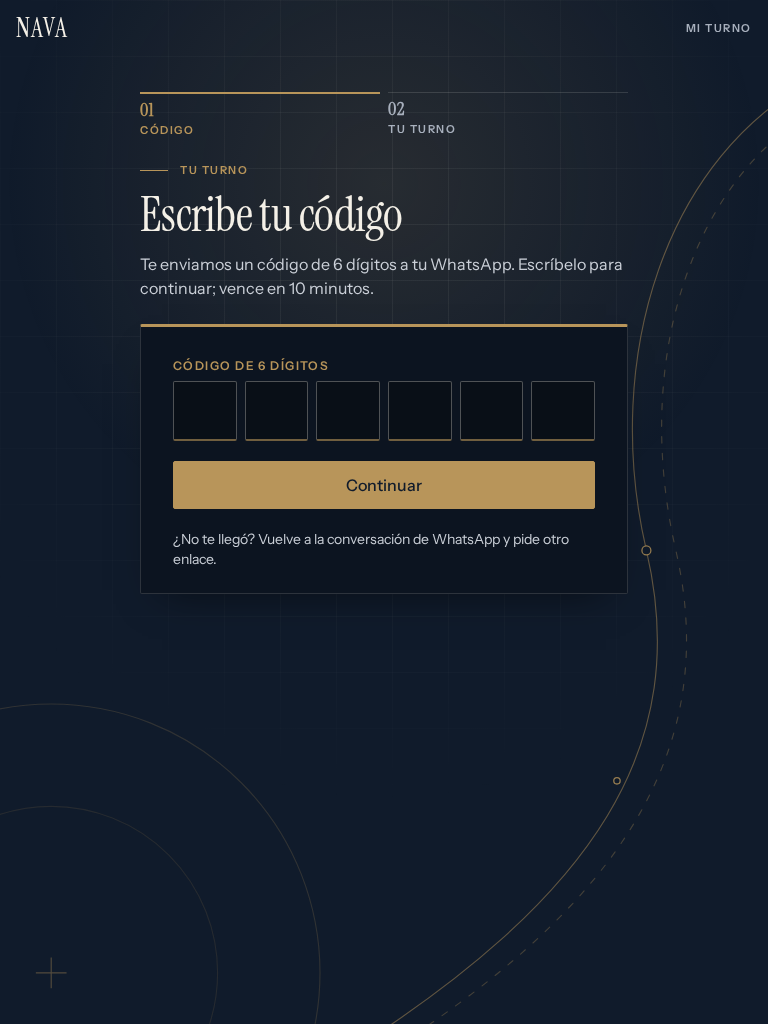 NAVA
MI TURNO
01
CÓDIGO
02
TU TURNO
TU TURNO
Escribe tu código
Te enviamos un código de 6 dígitos a tu WhatsApp. Escríbelo para
continuar; vence en 10 minutos.
CÓDIGO DE 6 DÍGITOS
Continuar
¿No te llegó? Vuelve a la conversación de WhatsApp y pide otro
enlace.